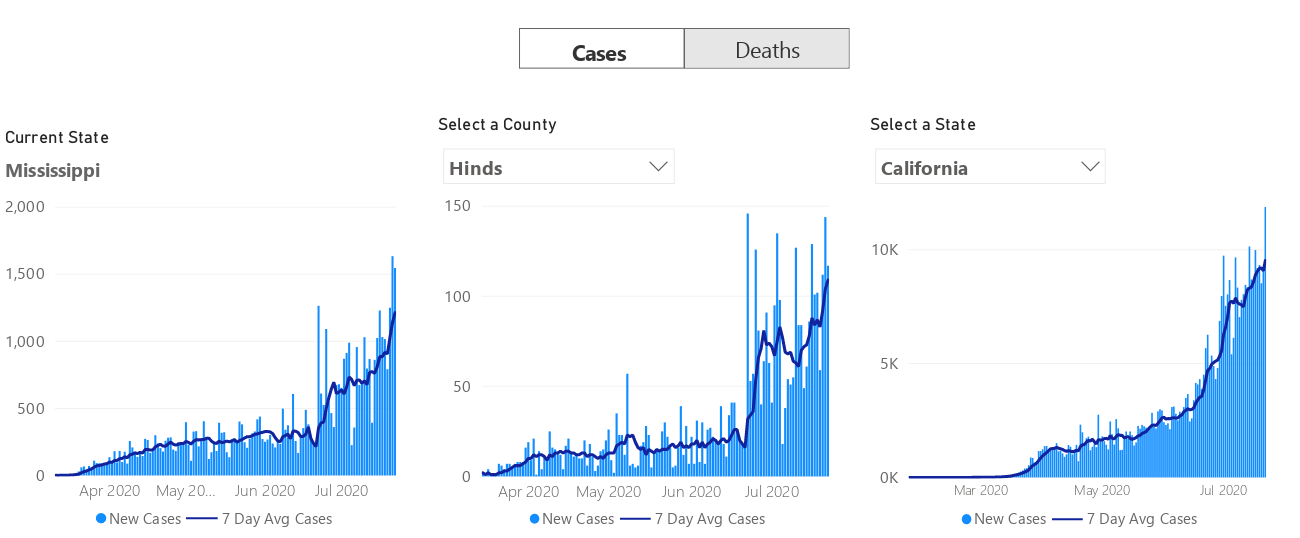 Cases
Deaths
Current State
Mississippi
2,000
1,500
1,000
500
0
Apr 2020
May 20...
Jun 2020
Jul 2020
New Cases
7 Day Avg Cases
Select a County
Hinds
150
100
50
0
Apr 2020
May 2020
Jun 2020
Jul 2020
New Cases
7 Day Avg Cases
Select a State
California
10K
5K
0K
Mar 2020
May 2020
Jul 2020
New Cases
7 Day Avg Cases